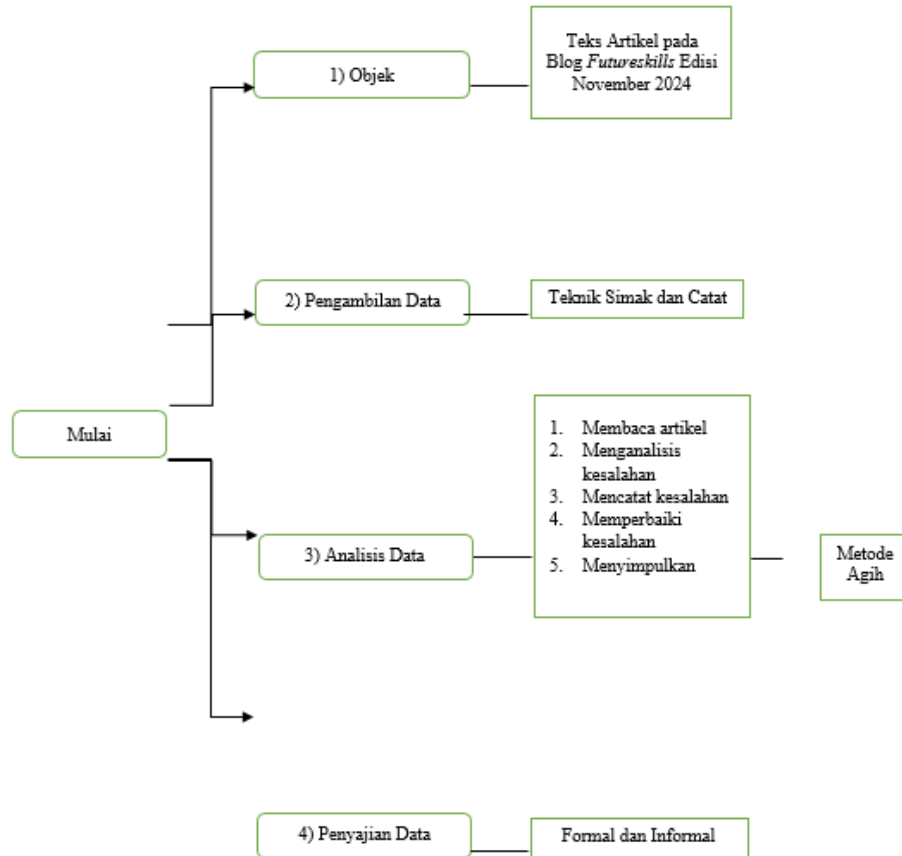 Teks Artikel pada
Blog Futureskills Edisi
November 2024
1) Objek
2) Pengambilan Data
Teknik Simak dan Catat
Mulai
1. Membaca artikel
2. Menganalisis
kesalahan
3. Mencatat kesalahan
4. Memperbaiki
kesalahan
5. Menyimpulkan
3) Analisis Data
Metode
Agih
4) Penyajian Data
Formal dan Informal